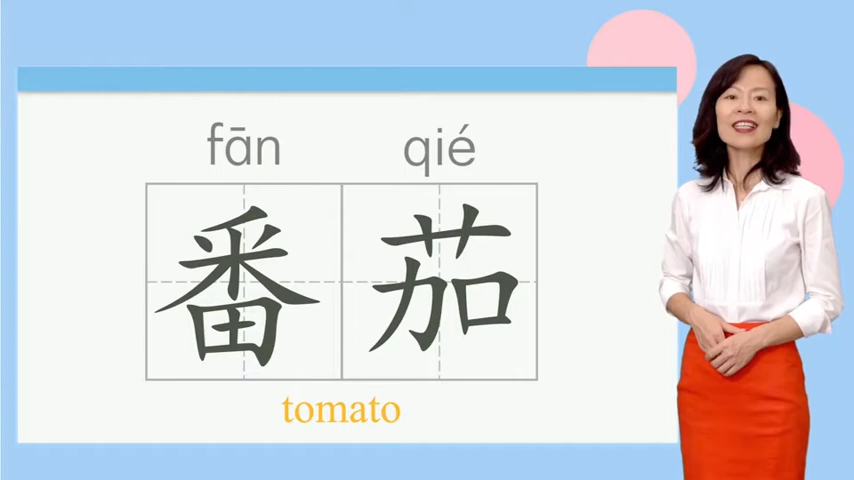 fān qié
番茄
tomato